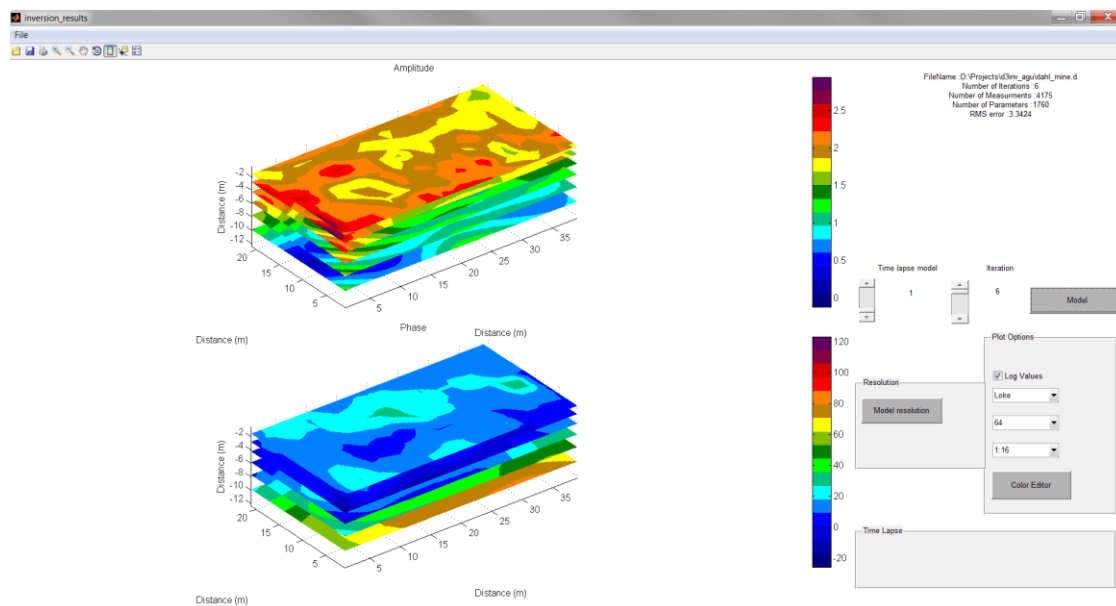 inversion_results
File
Amplitude
Distance (m)
-2
-4
-6
-8
-10
-12
20
15
10
5
5
10
15
20
25
30
35
Distance (m)
Distance (m)
2.5
2
1.5
1
0.5
0
FileName :D:\Projects\d3inv_agu\dahl_mine.d
Number of Iterations :6
Number of Measurments :4175
Number of Parameters :1760
RMS error :3.3424
Time lapse model
1
Iteration
6
Model
Phase
Distance (m)
-2
-4
-6
-8
-10
-12
20
15
10
5
5
10
15
20
25
30
35
Distance (m)
Distance (m)
120
100
80
60
40
20
0
-20
Resolution
Model resolution
Plot Options
Log Values
Loke
64
1:16
Color Editor
Time Lapse